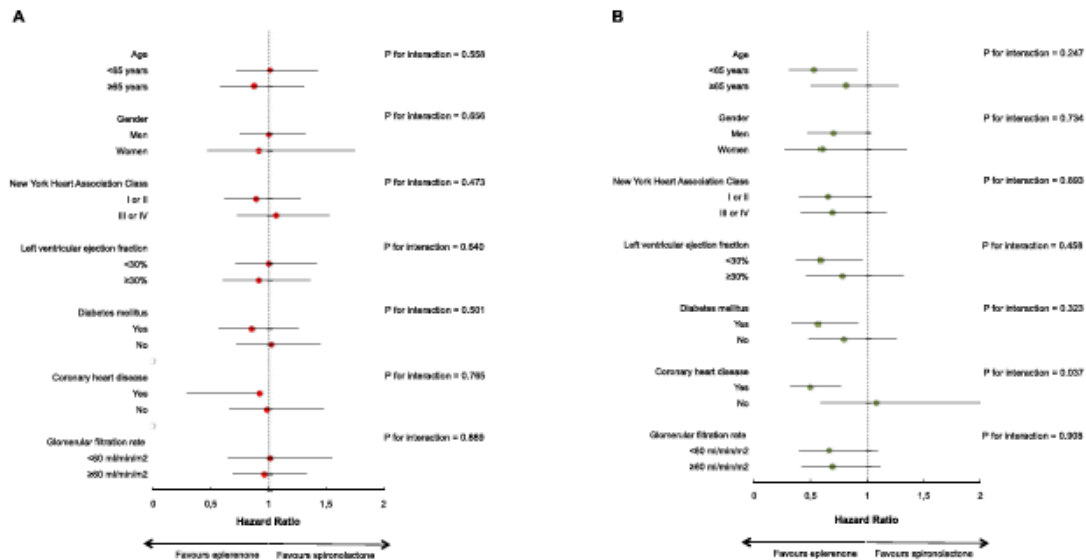 A
Age
P for interaction = 0.558
<65 years
≥65 years
Gender
P for interaction = 0.656
Men
Women
New York Heart Association Class
P for interaction = 0.473
I or II
III or IV
Left ventricular ejection fraction
P for interaction = 0.640
<30%
≥30%
Diabetes mellitus
P for interaction = 0.501
Yes
No
Coronary heart disease
P for interaction = 0.765
Yes
No
Glomerular filtration rate
P for interaction = 0.889
<60 ml/min/m2
≥60 ml/min/m2
0 0,5 1 1,5 2
Hazard Ratio
Favours eplerenone Favours spironolactone
B
Age
P for interaction = 0.247
<65 years
≥65 years
Gender
P for interaction = 0.734
Men
Women
New York Heart Association Class
P for interaction = 0.893
I or II
III or IV
Left ventricular ejection fraction
P for interaction = 0.458
<30%
≥30%
Diabetes mellitus
P for interaction = 0.323
Yes
No
Coronary heart disease
P for interaction = 0.037
Yes
No
Glomerular filtration rate
P for interaction = 0.908
<60 ml/min/m2
≥60 ml/min/m2
0 0,5 1 1,5 2
Hazard Ratio
Favours eplerenone Favours spironolactone